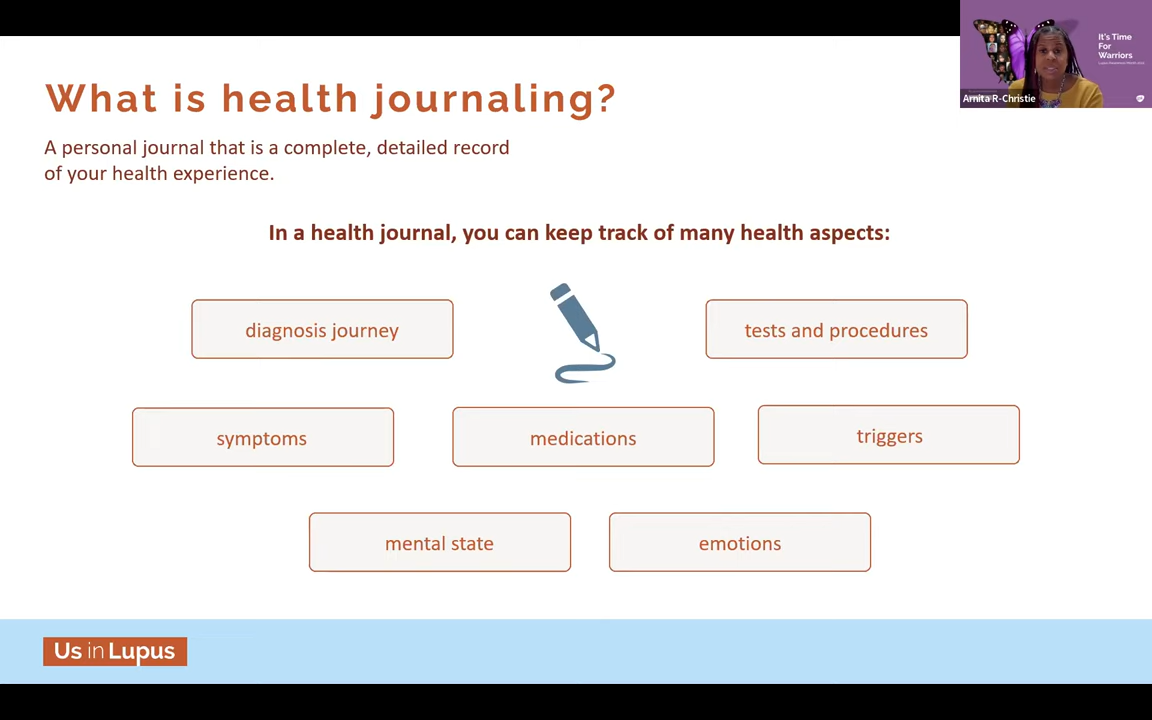 What is health journaling?
A personal journal that is a complete, detailed record
of your health experience.
In a health journal, you can keep track of many health aspects:
diagnosis journey
tests and procedures
symptoms
medications
triggers
mental state
emotions
Us in Lupus
It's Time
For
Warriors
Arnita R-Christie